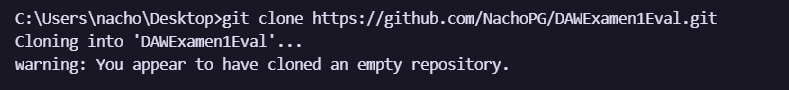 C:\Users\nacho\Desktop>git clone https://github.com/NachoPG/DAWExamen1Eval.git
Cloning into 'DAWExamen1Eval'...
warning: You appear to have cloned an empty repository.